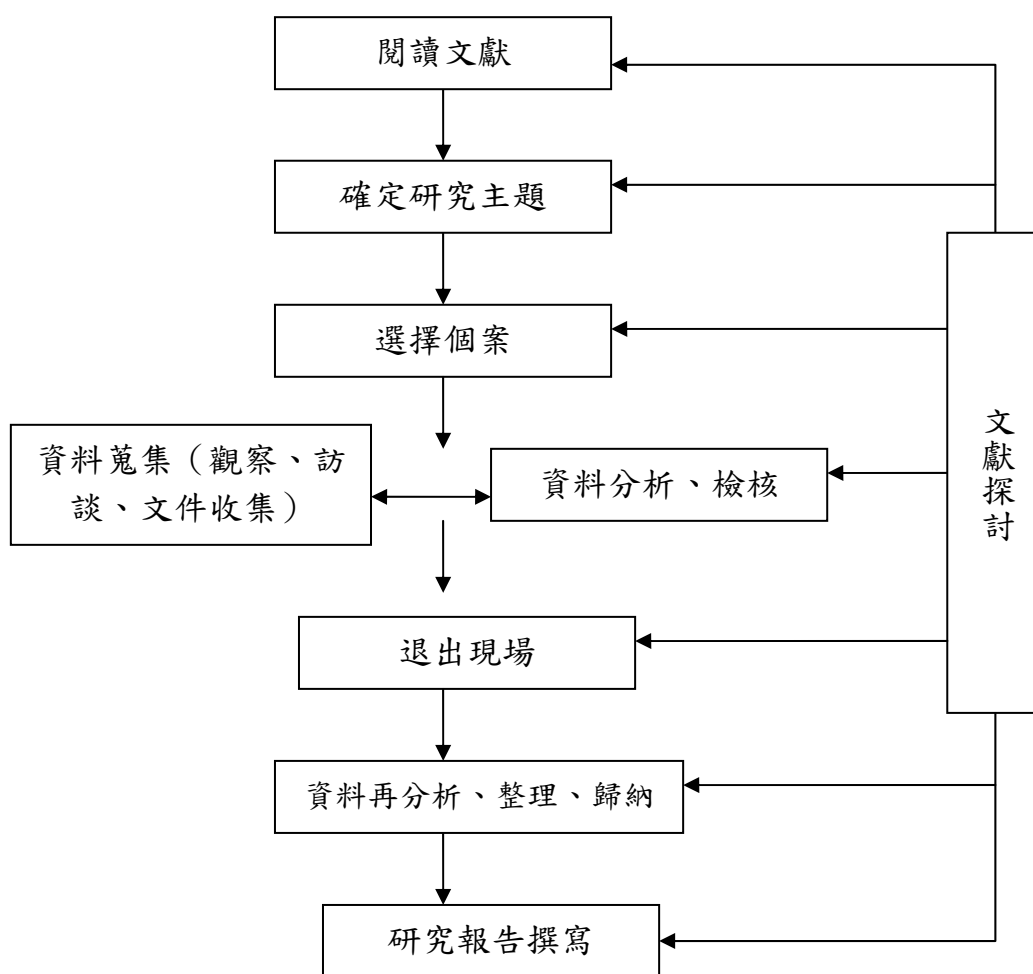 閱讀文獻
確定研究主題
選擇個案
資料蒐集（觀察、訪
談、文件收集）
資料分析、檢核
文獻探討
退出現場
資料再分析、整理、歸納
研究報告撰寫